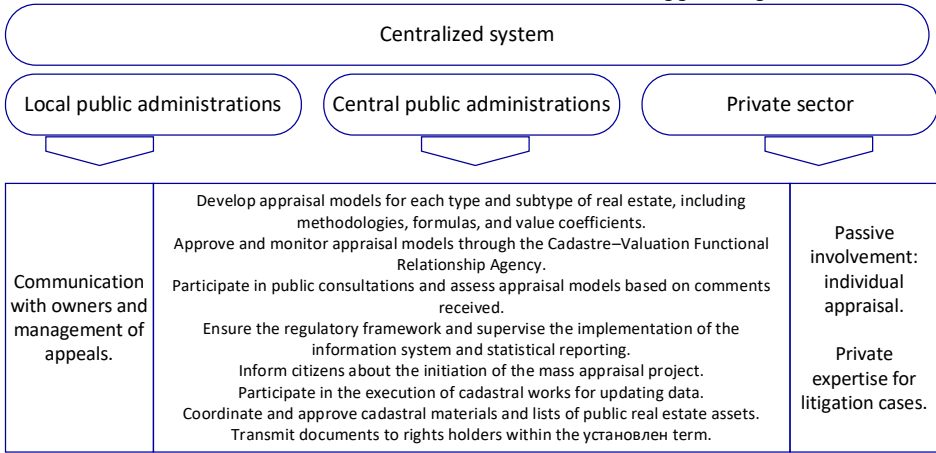 Centralized system
Local public administrations
Central public administrations
Private sector
Communication
with owners and
management of
appeals.
Develop appraisal models for each type and subtype of real estate, including
methodologies, formulas, and value coefficients.
Approve and monitor appraisal models through the Cadastre–Valuation Functional
Relationship Agency.
Participate in public consultations and assess appraisal models based on comments
received.
Ensure the regulatory framework and supervise the implementation of the
information system and statistical reporting.
Inform citizens about the initiation of the mass appraisal project.
Participate in the execution of cadastral works for updating data.
Coordinate and approve cadastral materials and lists of public real estate assets.
Transmit documents to rights holders within the установлен term.
Passive
involvement:
individual
appraisal.
Private
expertise for
litigation cases.